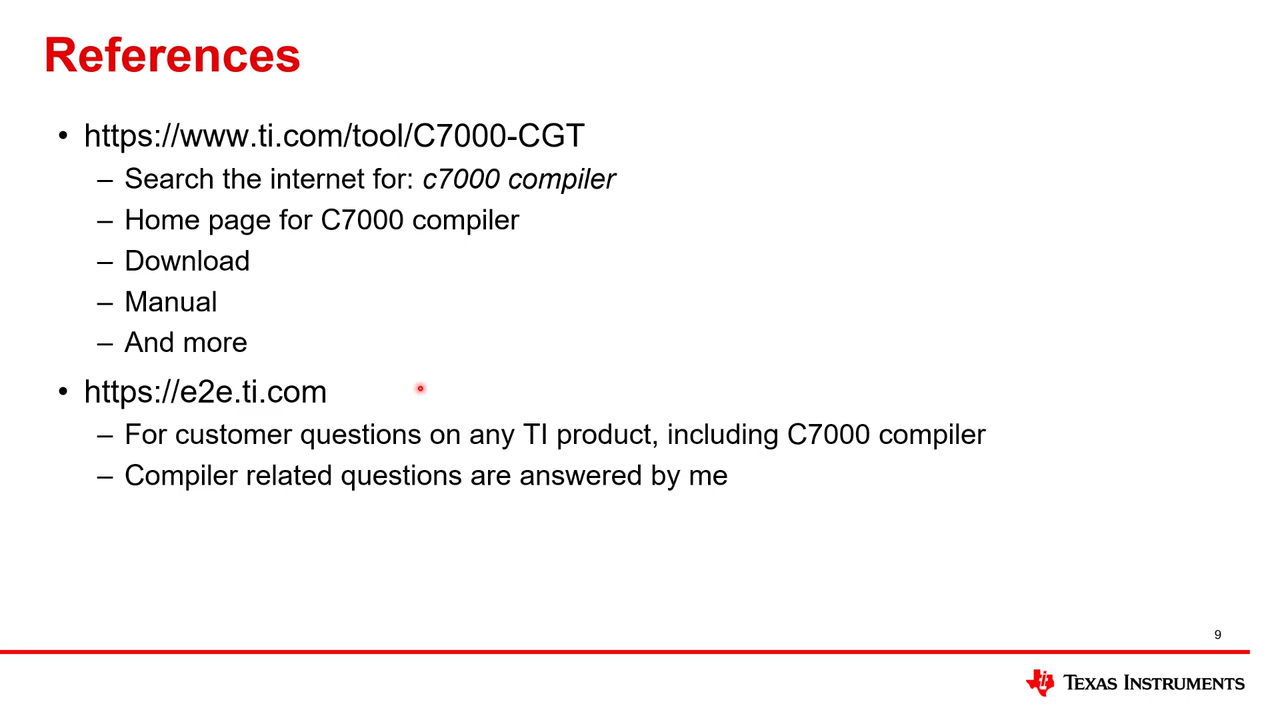 References
• https://www.ti.com/tool/C7000-CGT
– Search the internet for: c7000 compiler
– Home page for C7000 compiler
– Download
– Manual
– And more
• https://e2e.ti.com
– For customer questions on any TI product, including C7000 compiler
– Compiler related questions are answered by me
9
TEXAS INSTRUMENTS